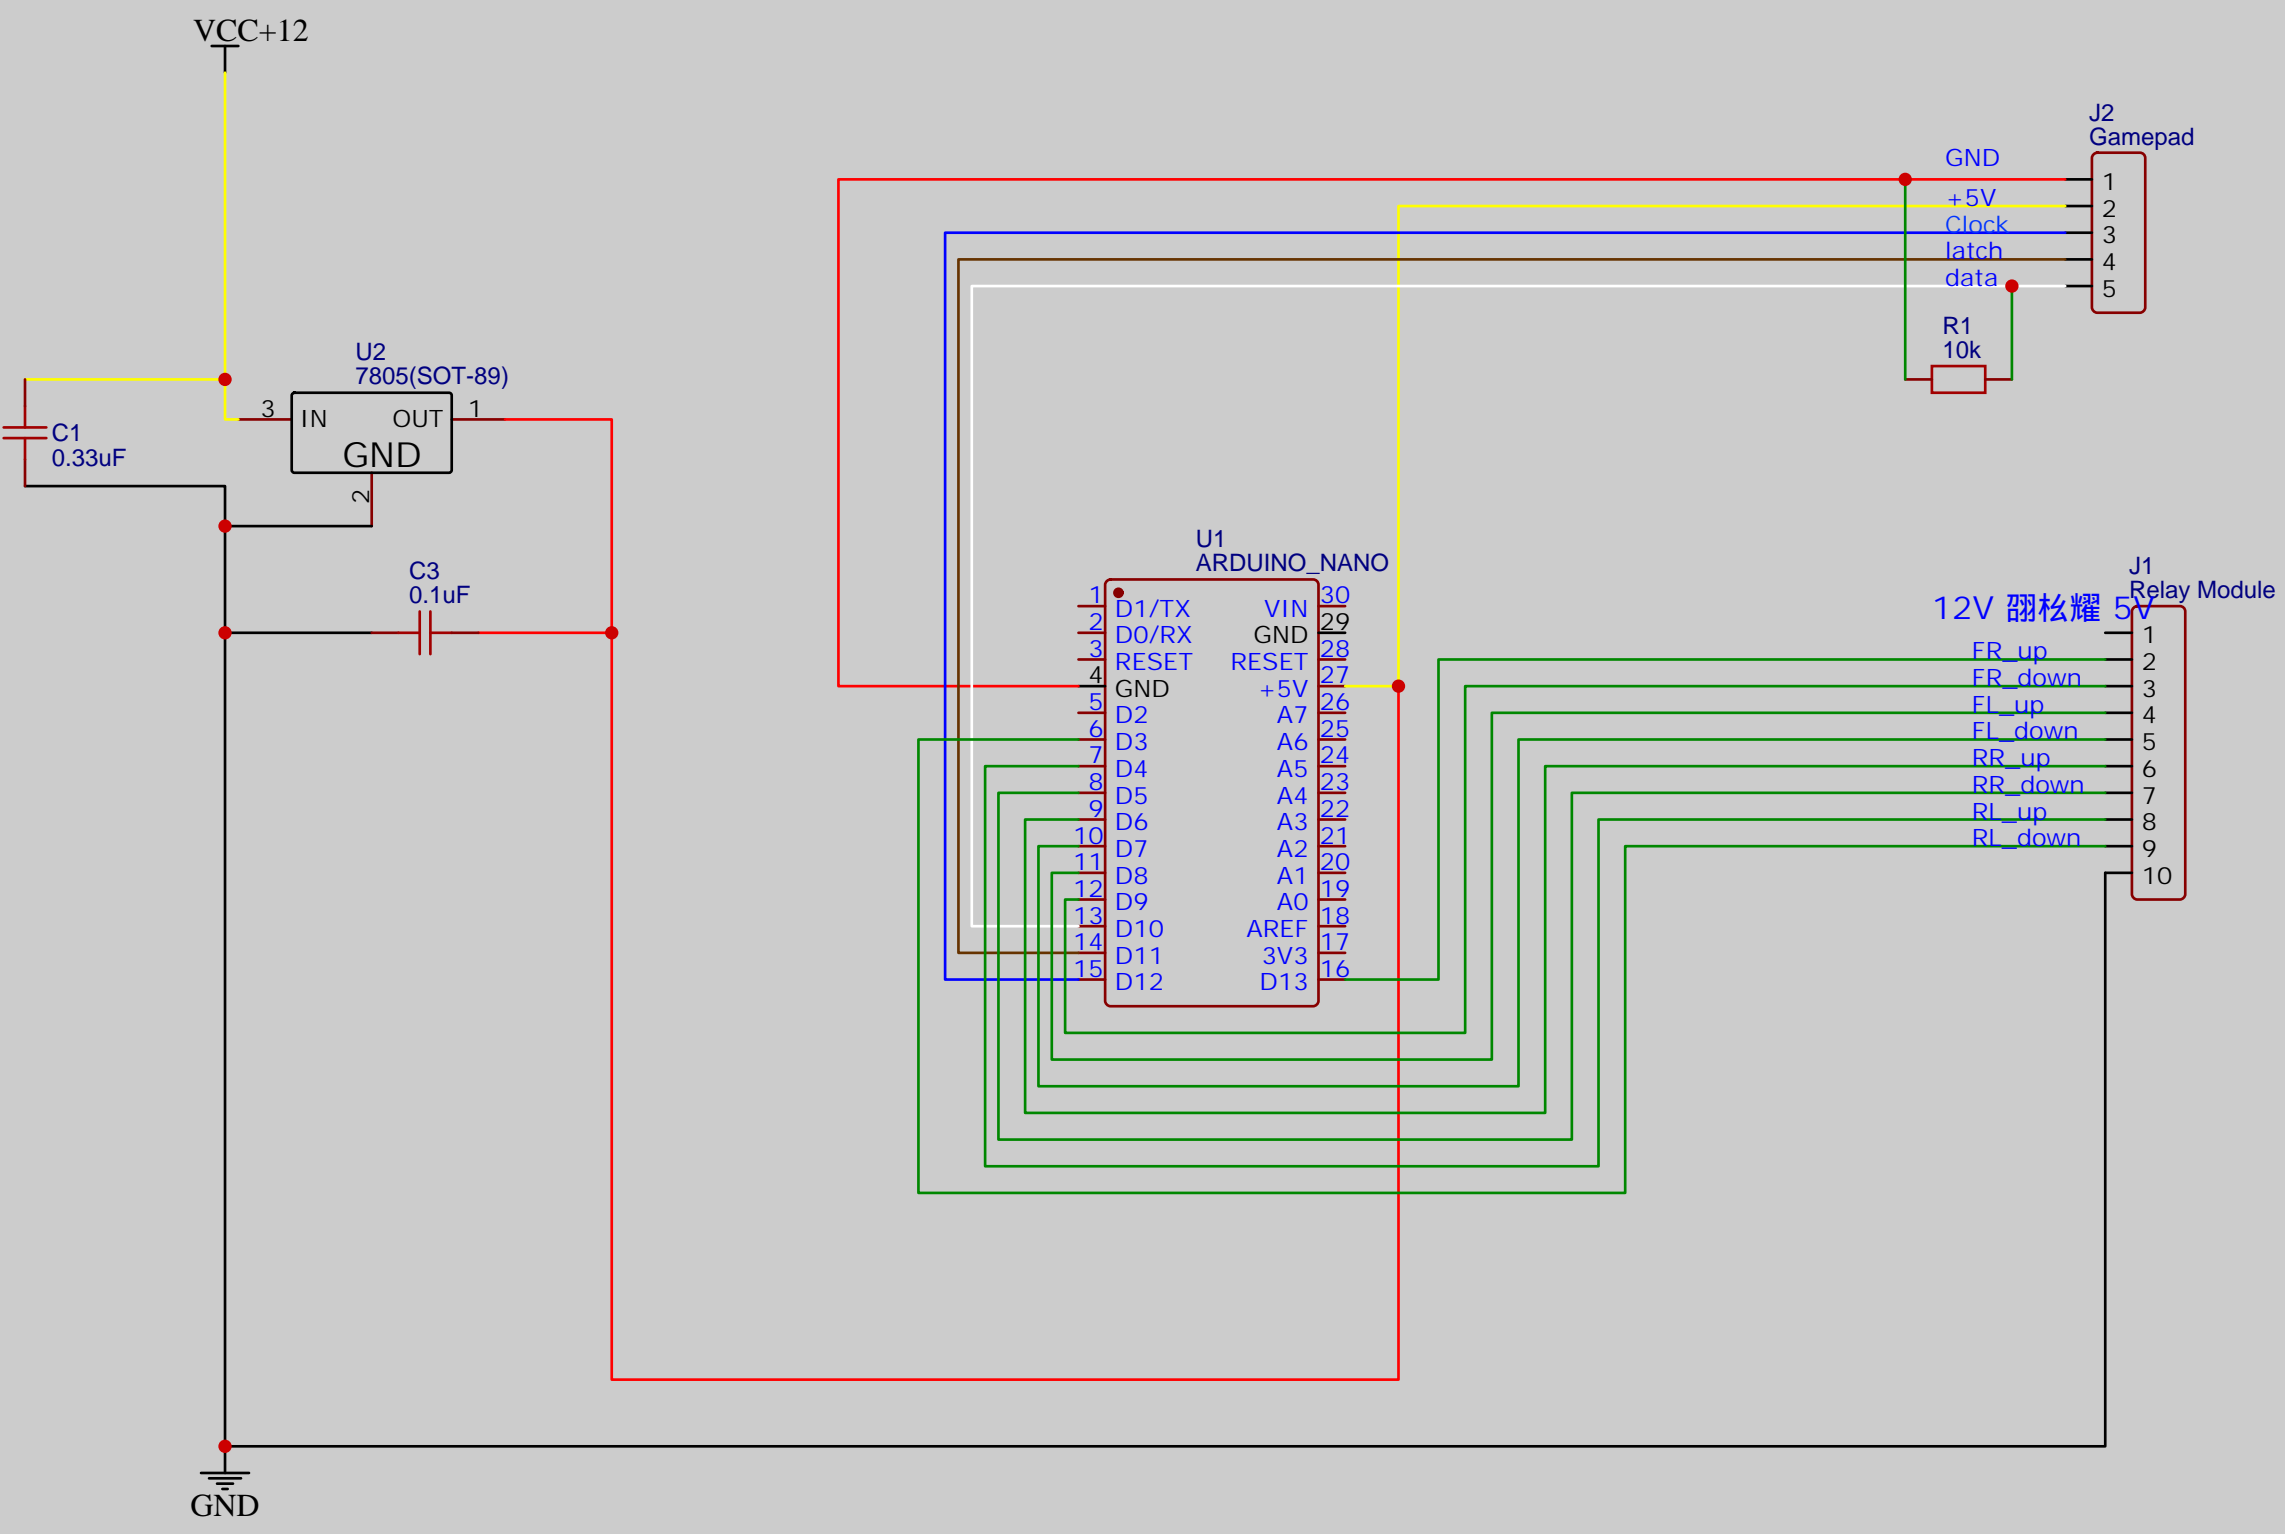 VCC+12
J2
Gamepad
GND
1
+5V
2
Clock
3
latch
4
data
5
R1
10k
U2
7805(SOT-89)
3 IN OUT 1
GND
2
C1
0.33uF
C3
0.1uF
U1
ARDUINO_NANO
1 D1/TX VIN 30
2 D0/RX GND 29
3 RESET RESET 28
4 GND +5V 27
5 D2 A7 26
6 D3 A6 25
7 D4 A5 24
8 D5 A4 23
9 D6 A3 22
10 D7 A2 21
11 D8 A1 20
12 D9 A0 19
13 D10 AREF 18
14 D11 3V3 17
15 D12 D13 16
J1
Relay Module
12V 5V
1
FR_up 2
FR_down 3
FL_up 4
FL_down 5
RR_up 6
RR_down 7
RL_up 8
RL_down 9
10
GND